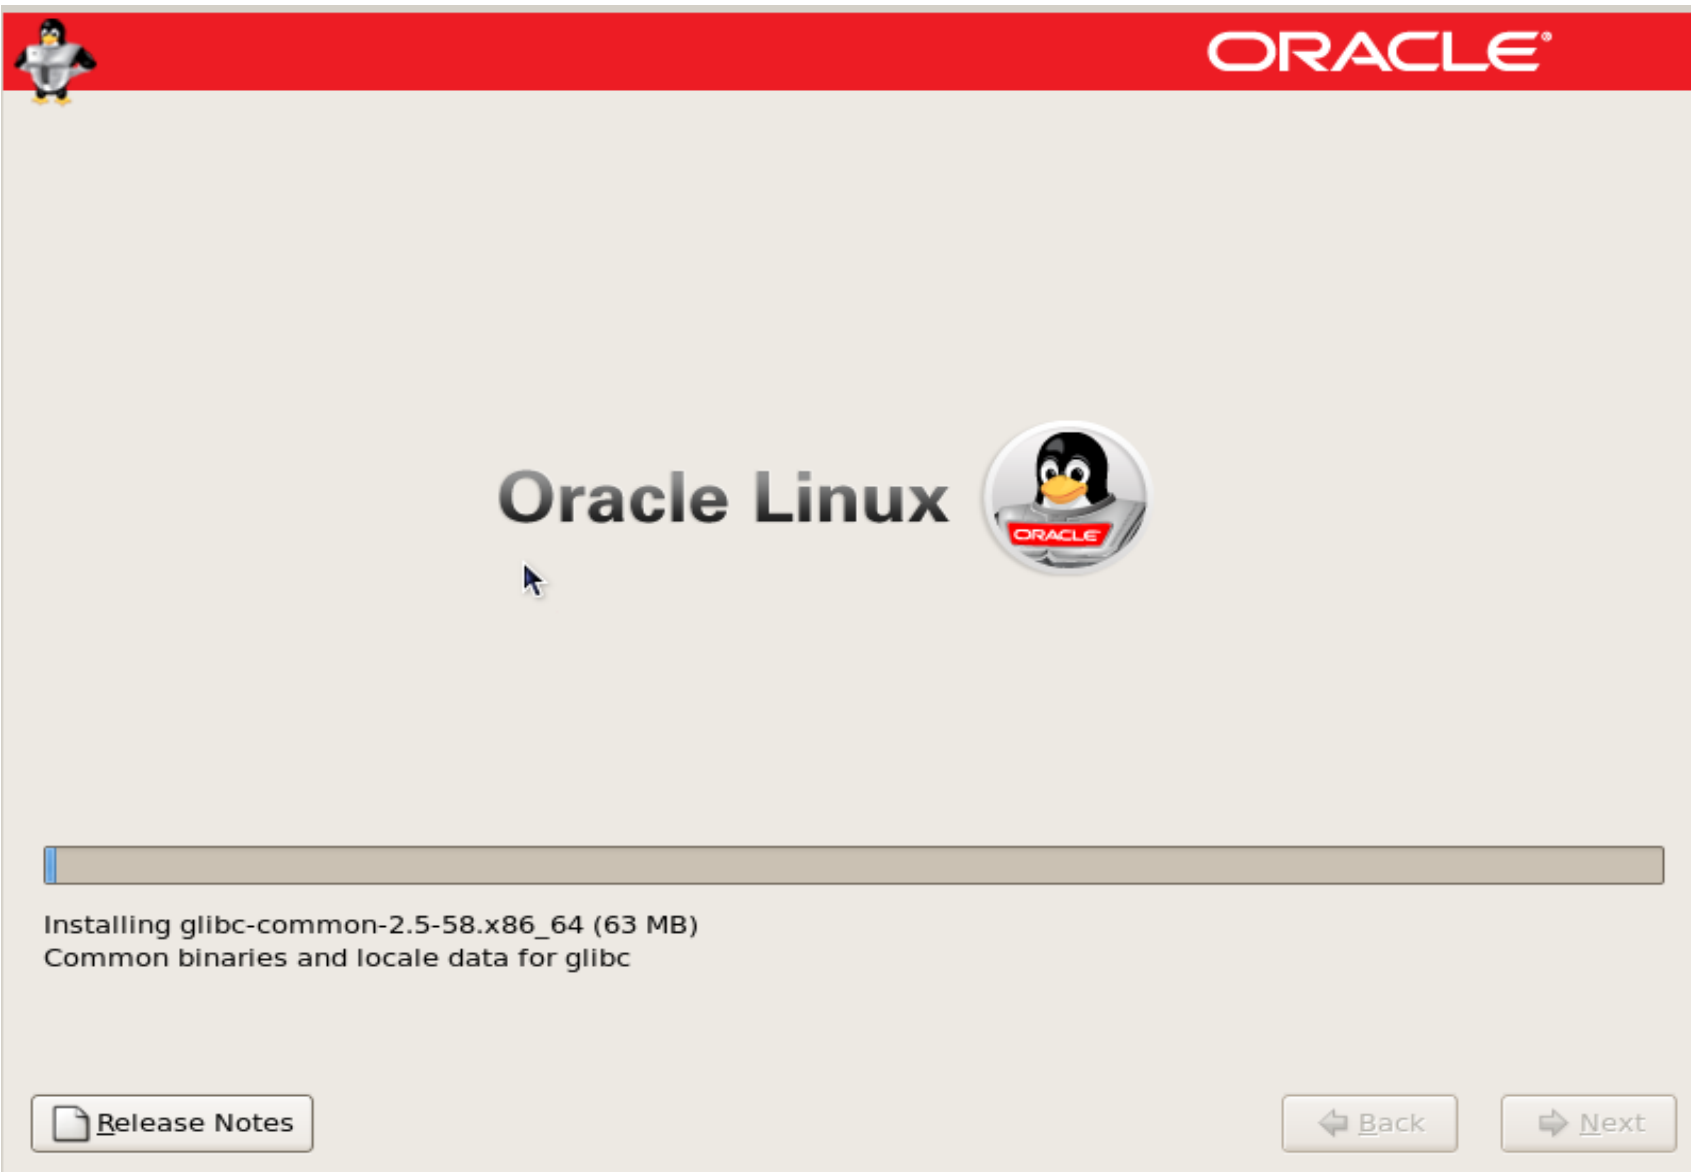 ORACLE®
Oracle Linux
ORACLE
Installing glibc-common-2.5-58.x86_64 (63 MB)
Common binaries and locale data for glibc
Release Notes
Back
Next